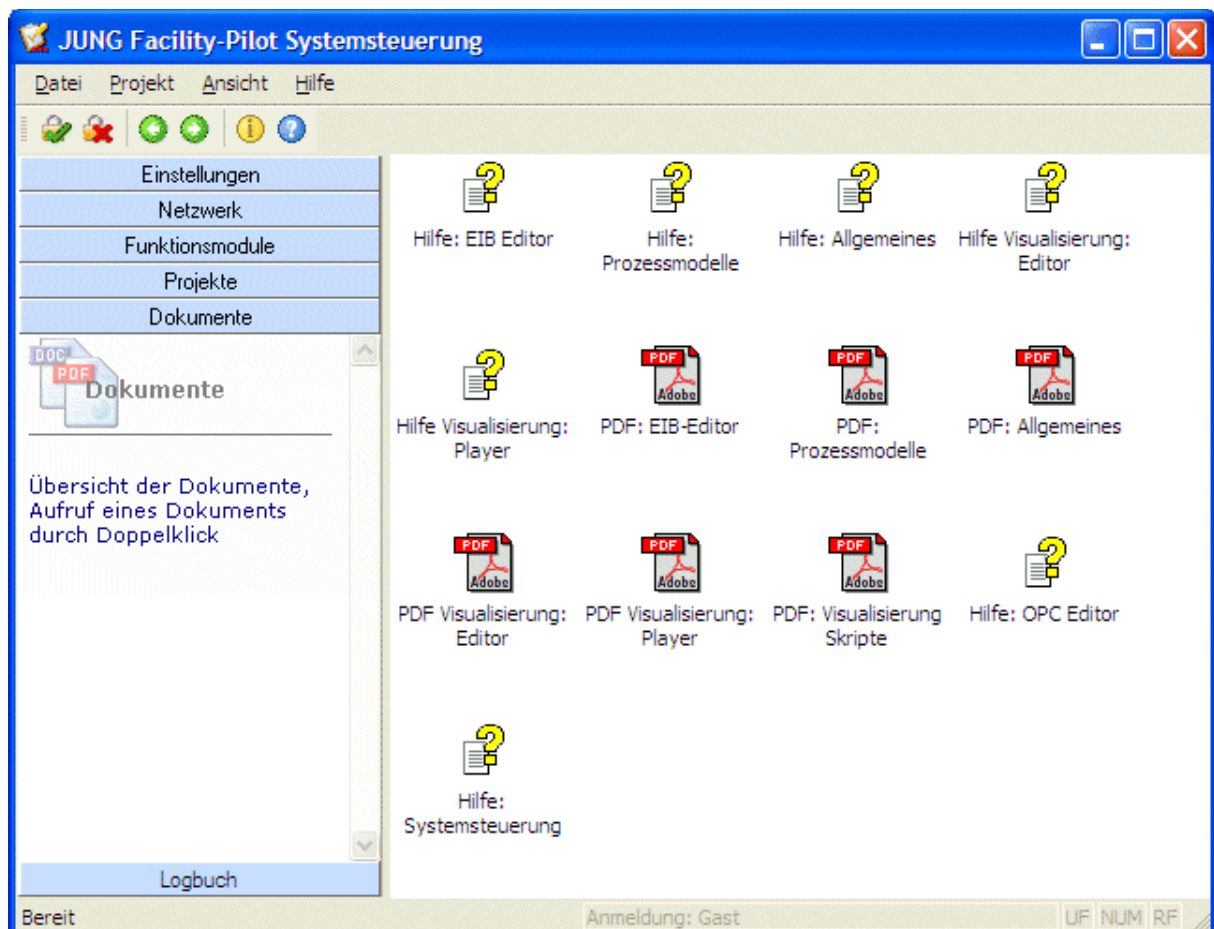 JUNG Facility-Pilot Systemsteuerung
Datei Projekt Ansicht Hilfe
Einstellungen
Netzwerk
Funktionsmodule
Projekte
Dokumente
DOC
PDF
Dokumente
Übersicht der Dokumente,
Aufruf eines Dokuments
durch Doppelklick
Logbuch
Hilfe: EIB Editor
Hilfe:
Prozessmodelle
Hilfe: Allgemeines
Hilfe Visualisierung:
Editor
Hilfe Visualisierung:
Player
PDF
Adobe
PDF: EIB-Editor
PDF
Adobe
PDF:
Prozessmodelle
PDF
Adobe
PDF: Allgemeines
PDF
Adobe
PDF Visualisierung:
Editor
PDF
Adobe
PDF Visualisierung:
Player
PDF
Adobe
PDF: Visualisierung
Skripte
Hilfe: OPC Editor
Hilfe:
Systemsteuerung
Bereit
Anmeldung: Gast
UF NUM RF